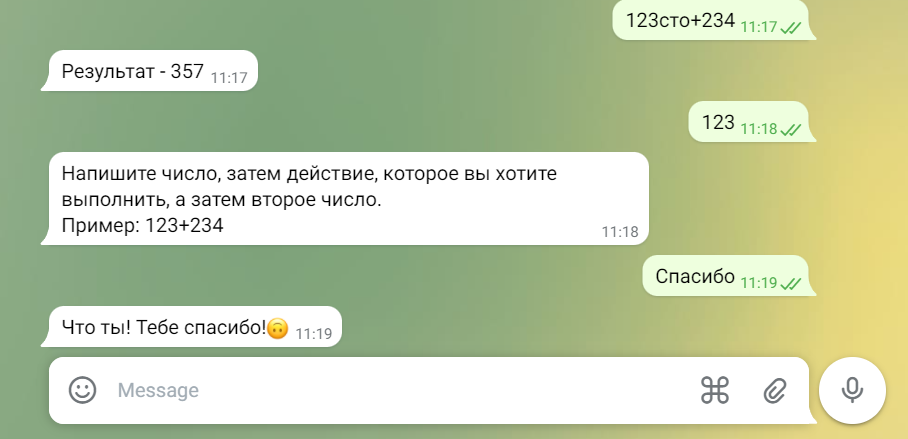 123сто+234 11:17
Результат - 357 11:17
123 11:18
Напишите число, затем действие, которое вы хотите
выполнить, а затем второе число.
Пример: 123+234 11:18
Спасибо 11:19
Что ты! Тебе спасибо!🙃 11:19
Message